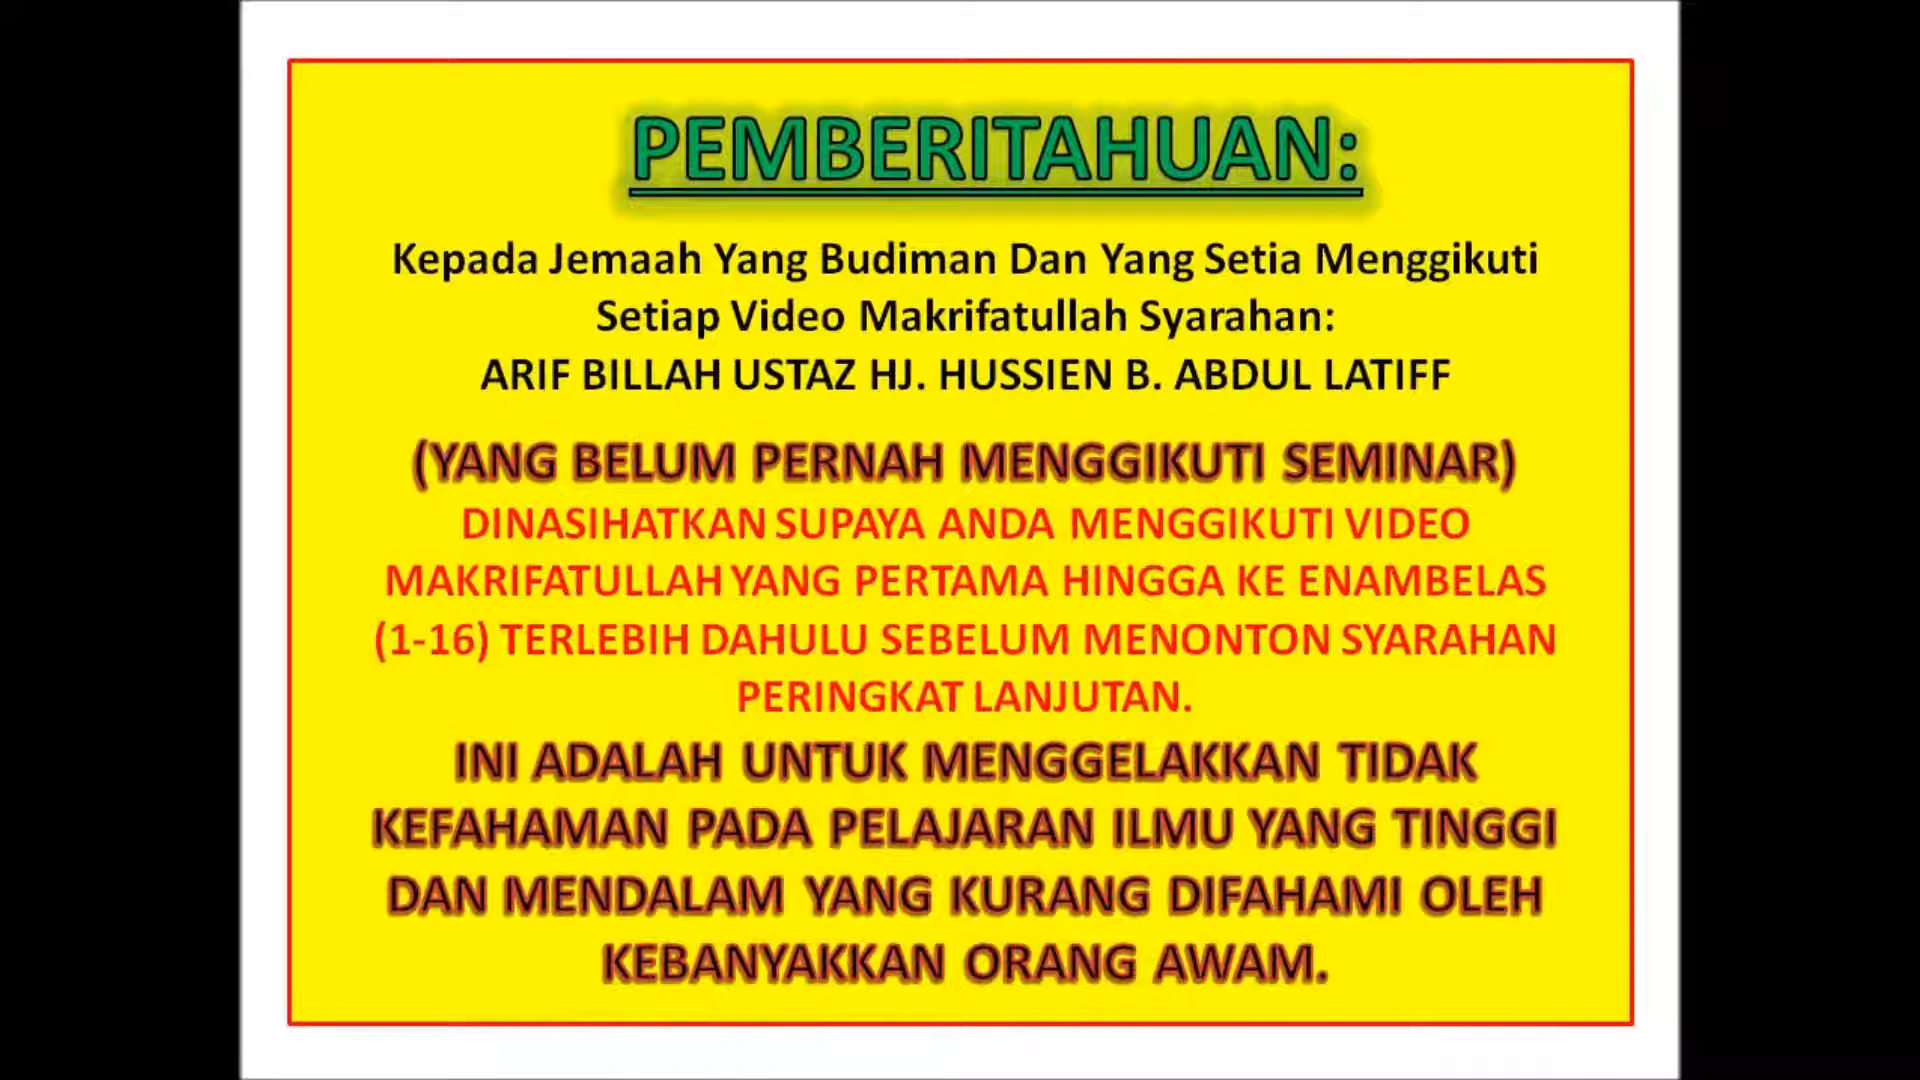 PEMBERITAHUAN:
Kepada Jemaah Yang Budiman Dan Yang Setia Menggikuti
Setiap Video Makrifatullah Syarahan:
ARIF BILLAH USTAZ HJ. HUSSIEN B. ABDUL LATIFF
(YANG BELUM PERNAH MENGGIKUTI SEMINAR)
DINASIHATKAN SUPAYA ANDA MENGGIKUTI VIDEO
MAKRIFATULLAH YANG PERTAMA HINGGA KE ENAMBELAS
(1-16) TERLEBIH DAHULU SEBELUM MENONTON SYARAHAN
PERINGKAT LANJUTAN.
INI ADALAH UNTUK MENGGELAKKAN TIDAK
KEFAHAMAN PADA PELAJARAN ILMU YANG TINGGI
DAN MENDALAM YANG KURANG DIFAHAMI OLEH
KEBANYAKKAN ORANG AWAM.